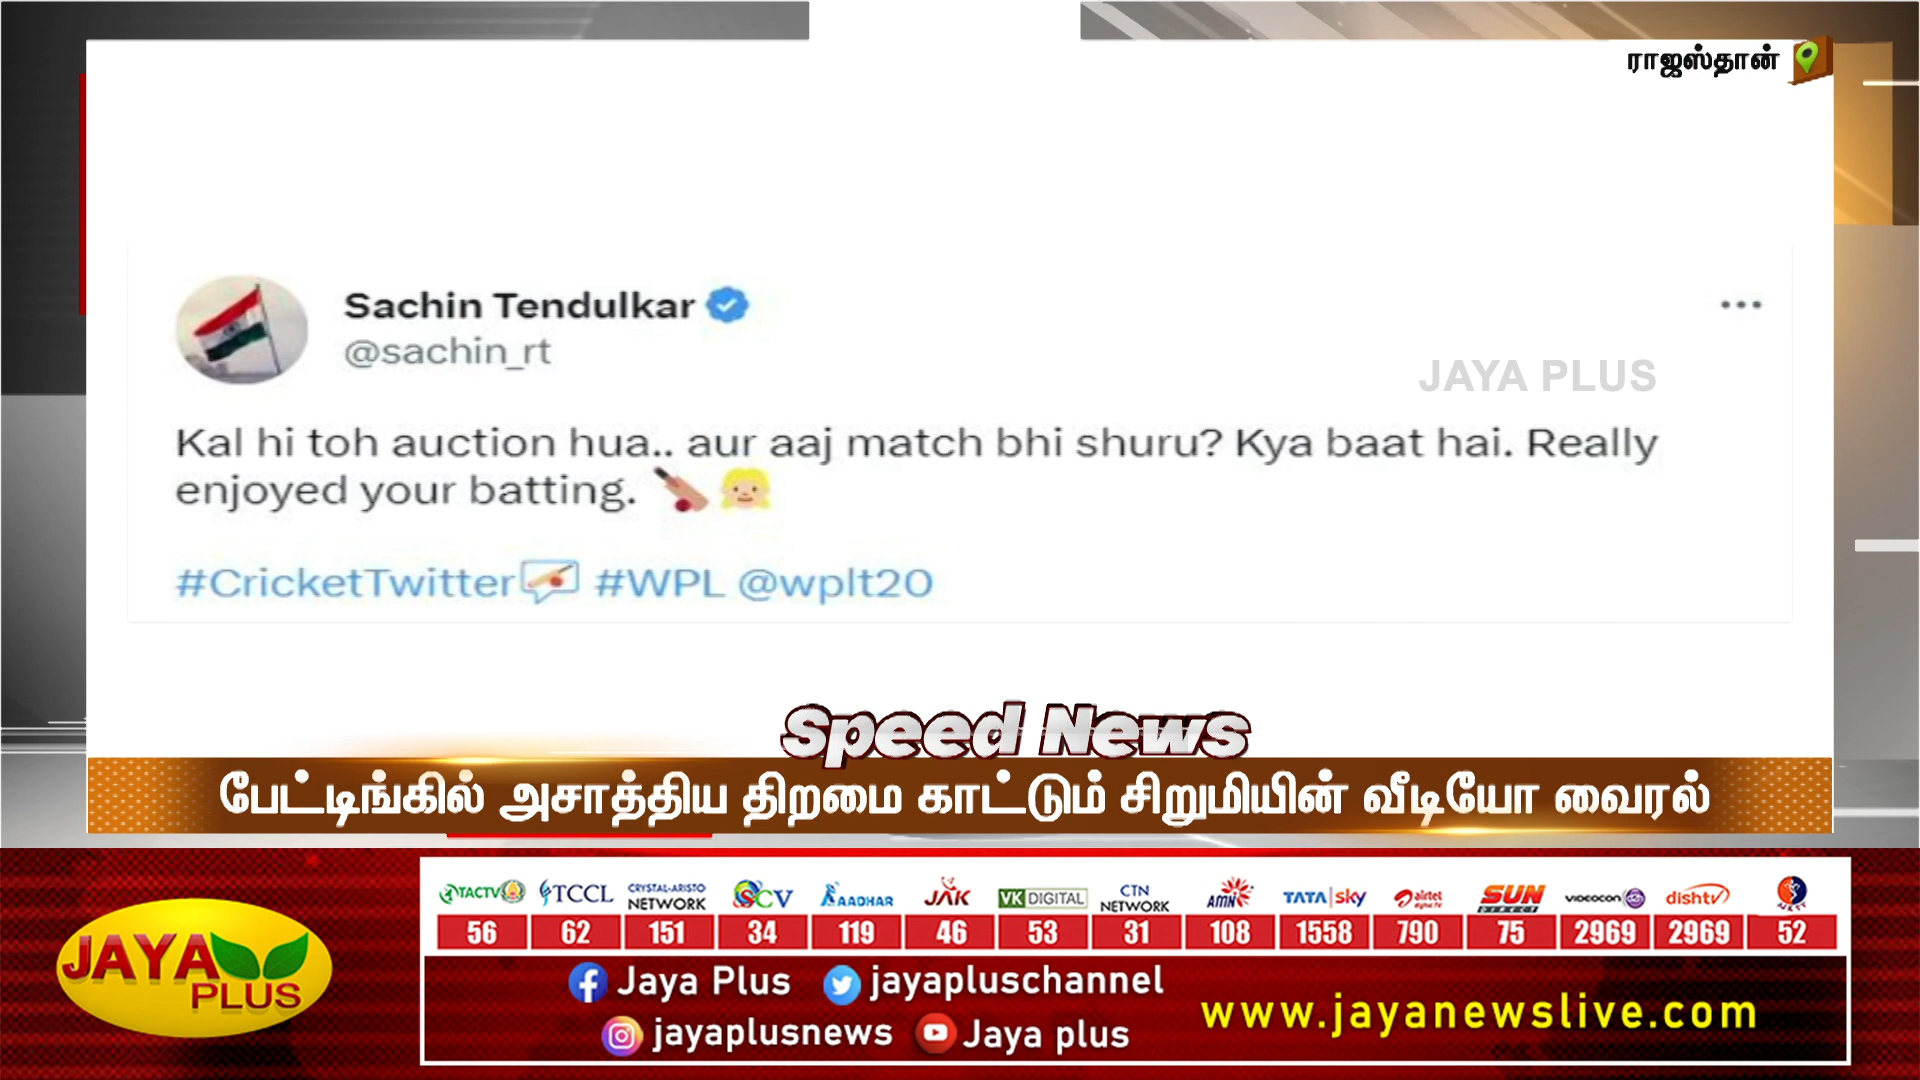 ராஜஸ்தான்
Sachin Tendulkar
@sachin_rt
JAYA PLUS
Kal hi toh auction hua.. aur aaj match bhi shuru? Kya baat hai. Really
enjoyed your batting.
#CricketTwitter #WPL @wplt20
Speed News
பேட்டிங்கில் அசாத்திய திறமை காட்டும் சிறுமியின் வீடியோ வைரல்
TACTV TCCL CRYSTAL-ARISTO NETWORK SCV AADHAR JAK VK DIGITAL CTN NETWORK AMN TATA sky airtel digital TV SUN DIRECT VIDEOCON dishtv
56 62 151 34 119 46 53 31 108 1558 790 75 2969 2969 52
JAYA PLUS
Jaya Plus jayapluschannel
jayaplusnews Jaya plus
www.jayanewslive.com